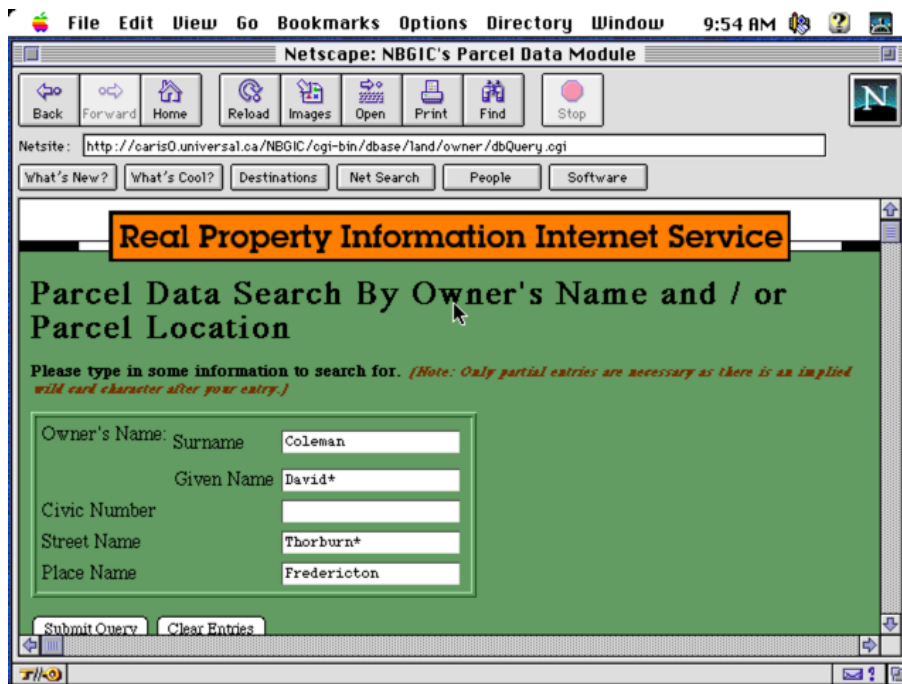 File Edit View Go Bookmarks Options Directory Window 9:54 AM
Netscape: NBGIC's Parcel Data Module
Back Forward Home Reload Images Open Print Find Stop
N
Netsite: http://caris0.universal.ca/NBGIC/cgi-bin/dbase/land/owner/dbQuery.cgi
What's New? What's Cool? Destinations Net Search People Software
Real Property Information Internet Service
Parcel Data Search By Owner's Name and / or
Parcel Location
Please type in some information to search for. (Note: Only partial entries are necessary as there is an implied
wild card character after your entry.)
Owner's Name: Surname Coleman
Given Name David*
Civic Number
Street Name Thorburn*
Place Name Fredericton
Submit Query Clear Entries